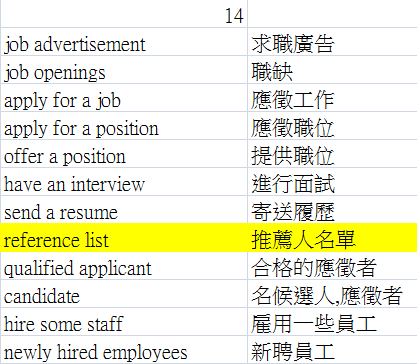 14
job advertisement 求職廣告
job openings 職缺
apply for a job 應徵工作
apply for a position 應徵職位
offer a position 提供職位
have an interview 進行面試
send a resume 寄送履歷
reference list 推薦人名單
qualified applicant 合格的應徵者
candidate 名候選人,應徵者
hire some staff 雇用一些員工
newly hired employees 新聘員工